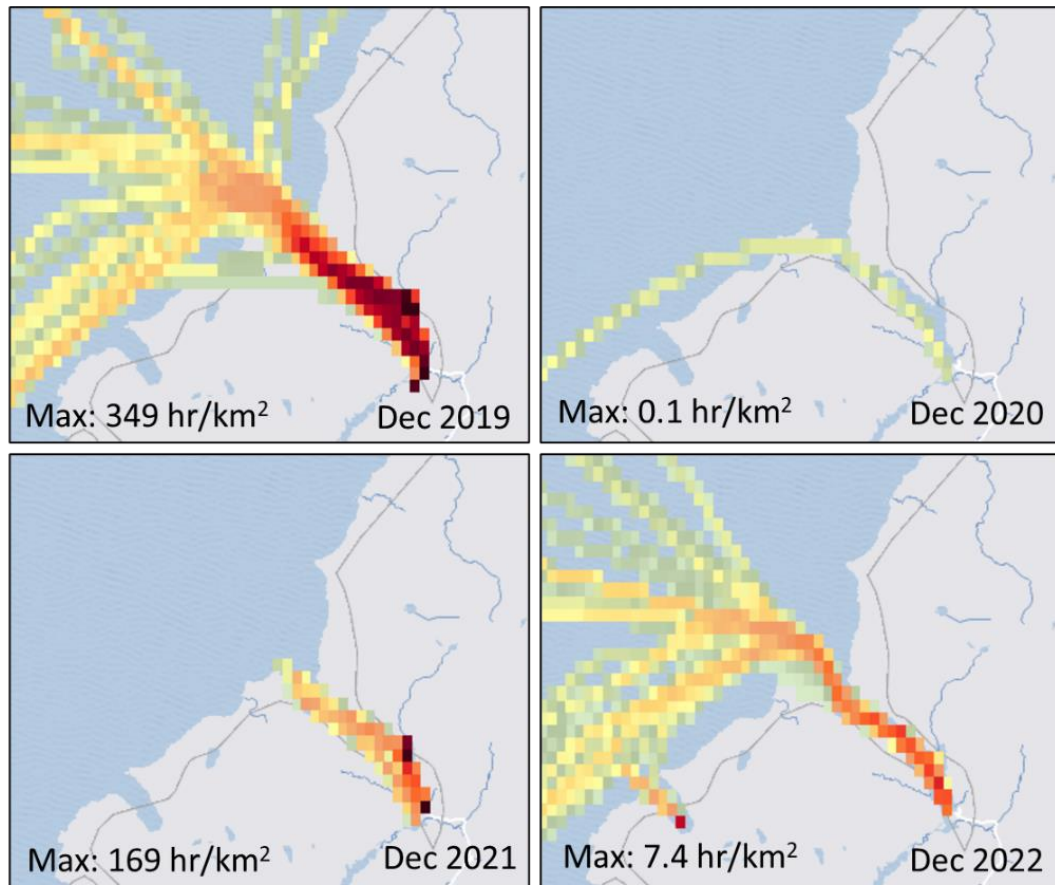 Max: 349 hr/km²
Dec 2019
Max: 0.1 hr/km²
Dec 2020
Max: 169 hr/km²
Dec 2021
Max: 7.4 hr/km²
Dec 2022